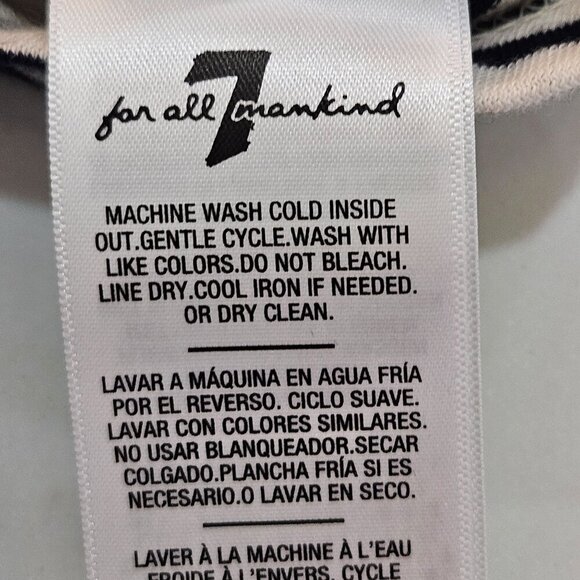 for all 7 mankind
MACHINE WASH COLD INSIDE
OUT.GENTLE CYCLE.WASH WITH
LIKE COLORS.DO NOT BLEACH.
LINE DRY.COOL IRON IF NEEDED.
OR DRY CLEAN.
LAVAR A MÁQUINA EN AGUA FRÍA
POR EL REVERSO. CICLO SUAVE.
LAVAR CON COLORES SIMILARES.
NO USAR BLANQUEADOR.SECAR
COLGADO.PLANCHA FRÍA SI ES
NECESARIO.O LAVAR EN SECO.
LAVER À LA MACHINE À L'EAU
FROIDE À L'ENVERS. CYCLE